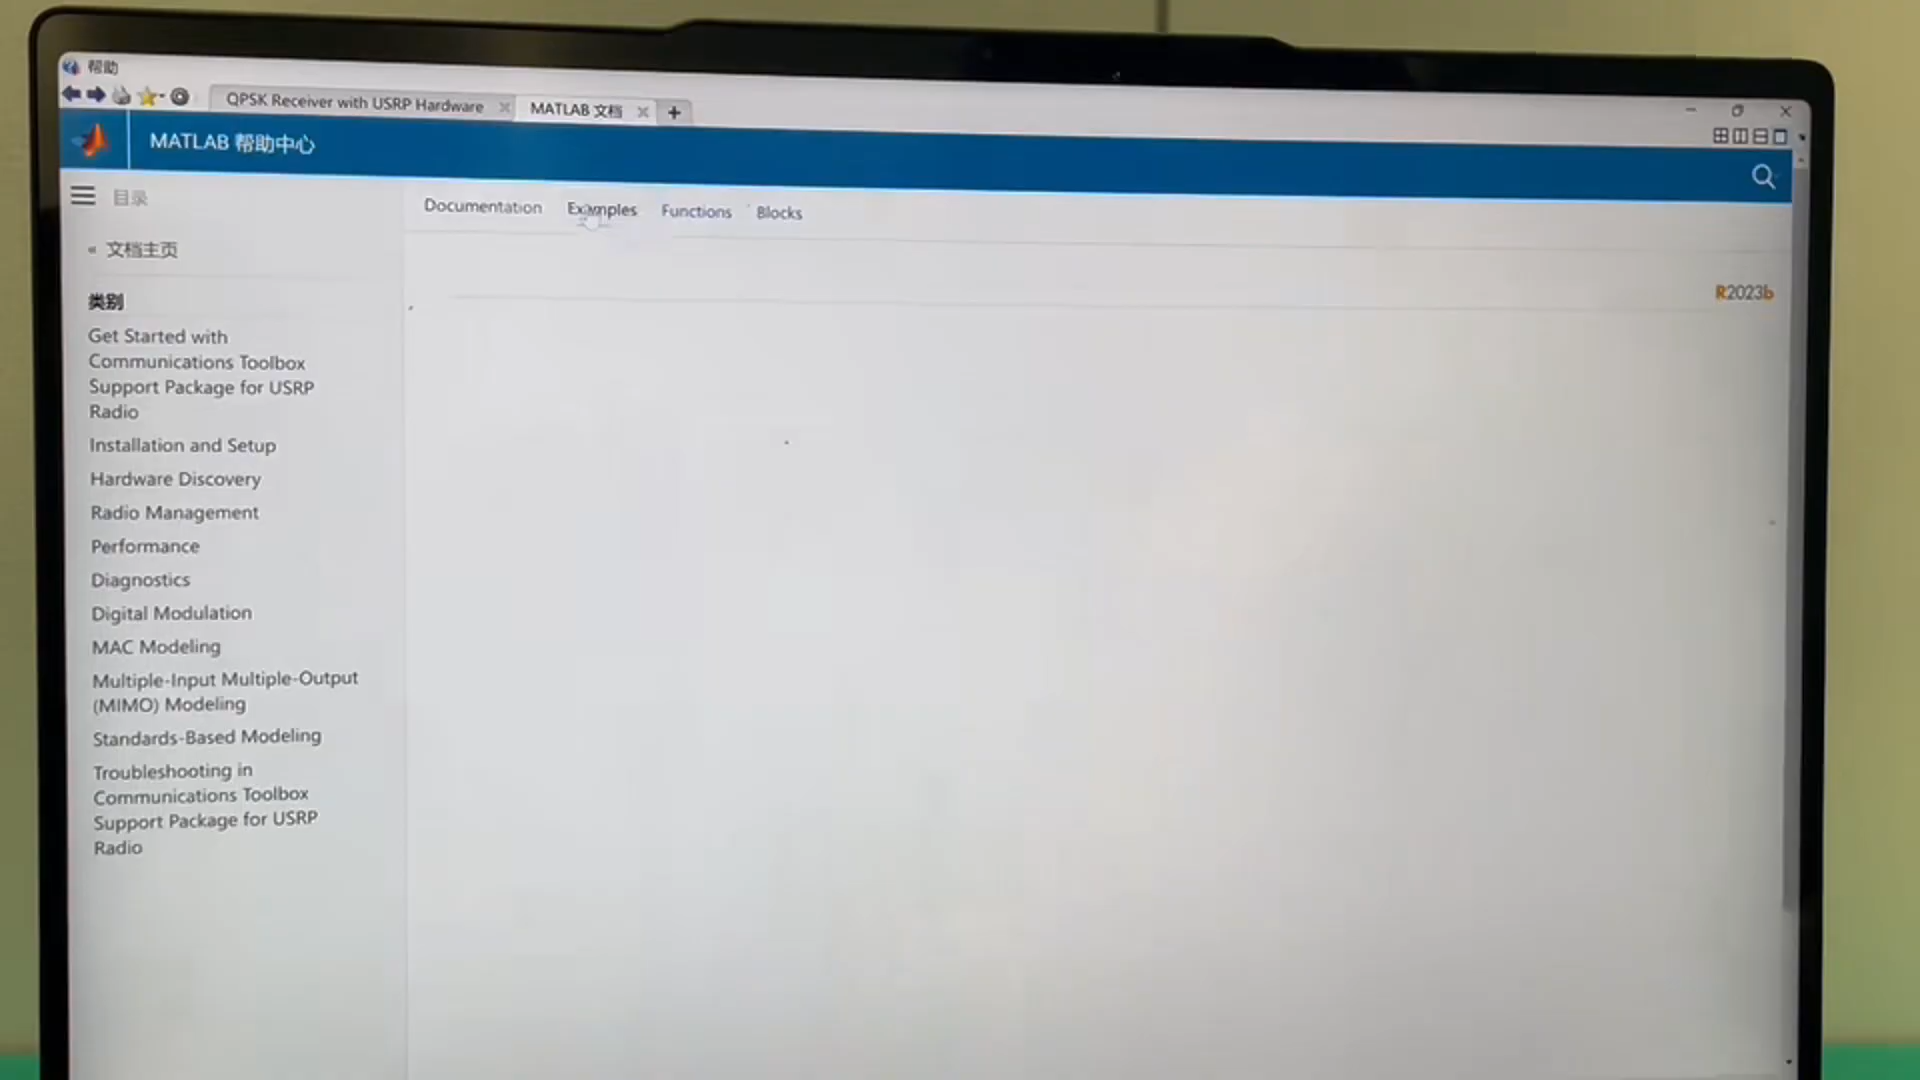 帮助
QPSK Receiver with USRP Hardware
MATLAB 文档
MATLAB 帮助中心
目录
Documentation
Examples
Functions
Blocks
« 文档主页
R2023b
类别
Get Started with
Communications Toolbox
Support Package for USRP
Radio
Installation and Setup
Hardware Discovery
Radio Management
Performance
Diagnostics
Digital Modulation
MAC Modeling
Multiple-Input Multiple-Output
(MIMO) Modeling
Standards-Based Modeling
Troubleshooting in
Communications Toolbox
Support Package for USRP
Radio